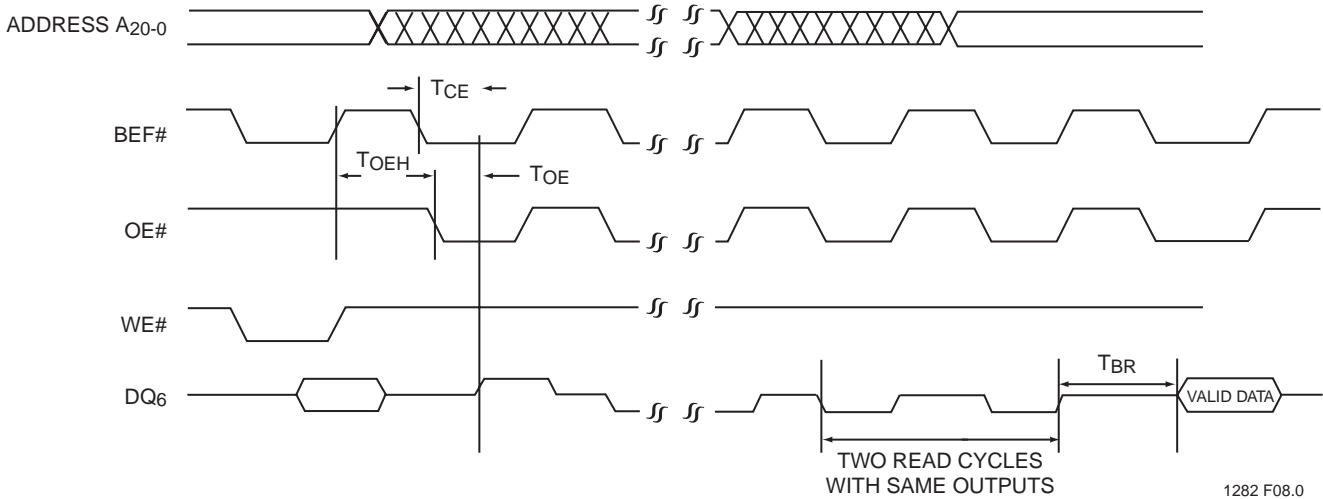 ADDRESS A20-0
TCE
BEF#
TOEH
TOE
OE#
WE#
TBR
DQ6
VALID DATA
TWO READ CYCLES
WITH SAME OUTPUTS
1282 F08.0